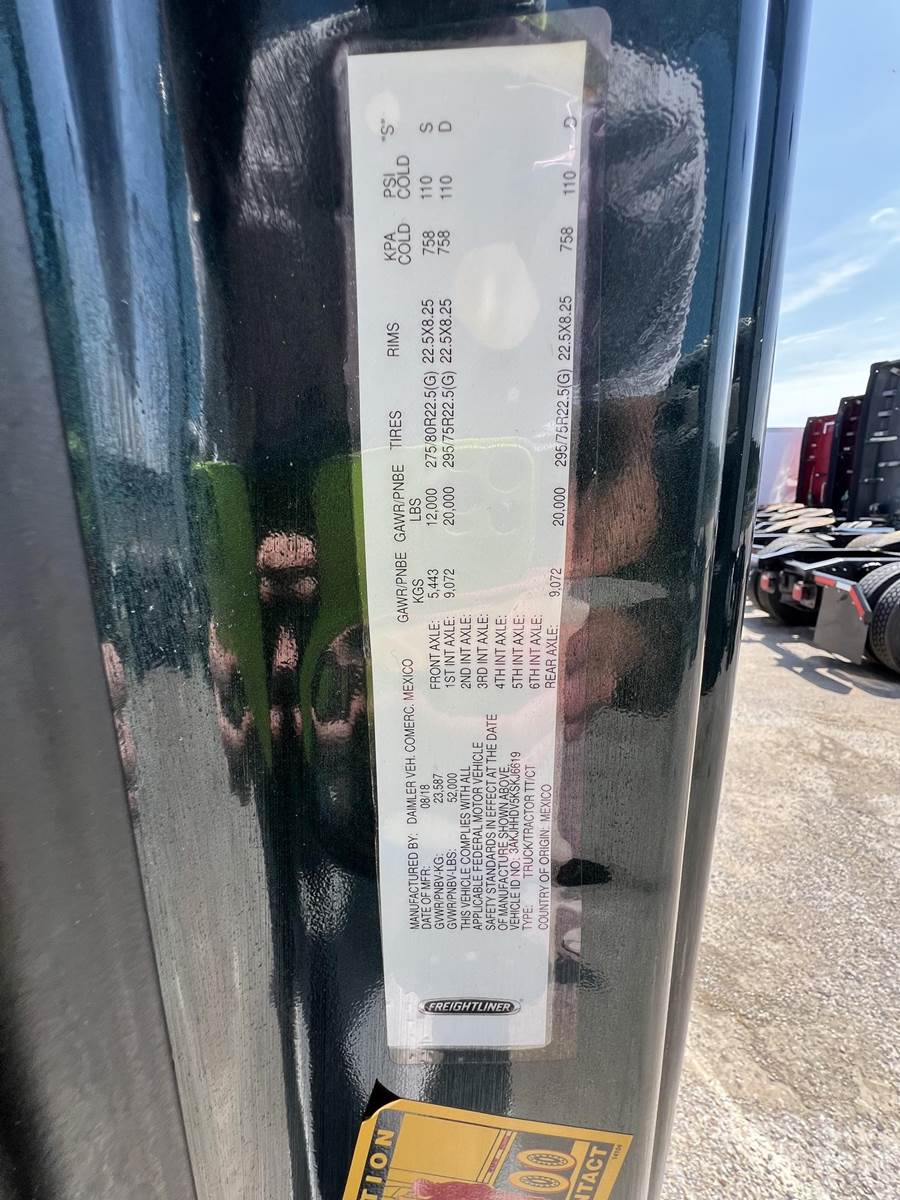 FREIGHTLINER
MANUFACTURED BY: DAIMLER VEH. COMERC. MEXICO
DATE OF MFR: 08/18
GVWR/PNBV-KG: 23,587
GVWR/PNBV-LBS: 52,000
THIS VEHICLE COMPLIES WITH ALL
APPLICABLE FEDERAL MOTOR VEHICLE
SAFETY STANDARDS IN EFFECT AT THE DATE
OF MANUFACTURE SHOWN ABOVE.
VEHICLE ID NO: 3AKJHHDV5KSKJ6619
TYPE: TRUCK/TRACTOR TT/CT
COUNTRY OF ORIGIN: MEXICO
GAWR/PNBE GAWR/PNBE TIRES RIMS KPA PSI "S"
KGS LBS COLD COLD
FRONT AXLE: 5,443 12,000 275/80R22.5(G) 22.5X8.25 758 110 S
1ST INT AXLE: 9,072 20,000 295/75R22.5(G) 22.5X8.25 758 110 D
2ND INT AXLE:
3RD INT AXLE:
4TH INT AXLE:
5TH INT AXLE:
6TH INT AXLE:
REAR AXLE: 9,072 20,000 295/75R22.5(G) 22.5X8.25 758 110 D
TION
NTACT